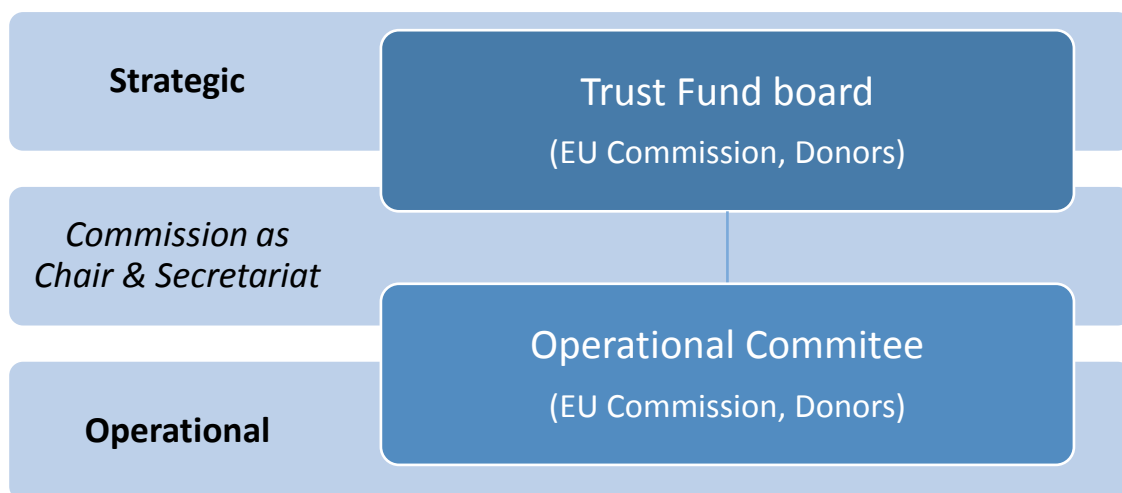 Strategic
Trust Fund board
(EU Commission, Donors)
Commission as
Chair & Secretariat
Operational Commitee
(EU Commission, Donors)
Operational